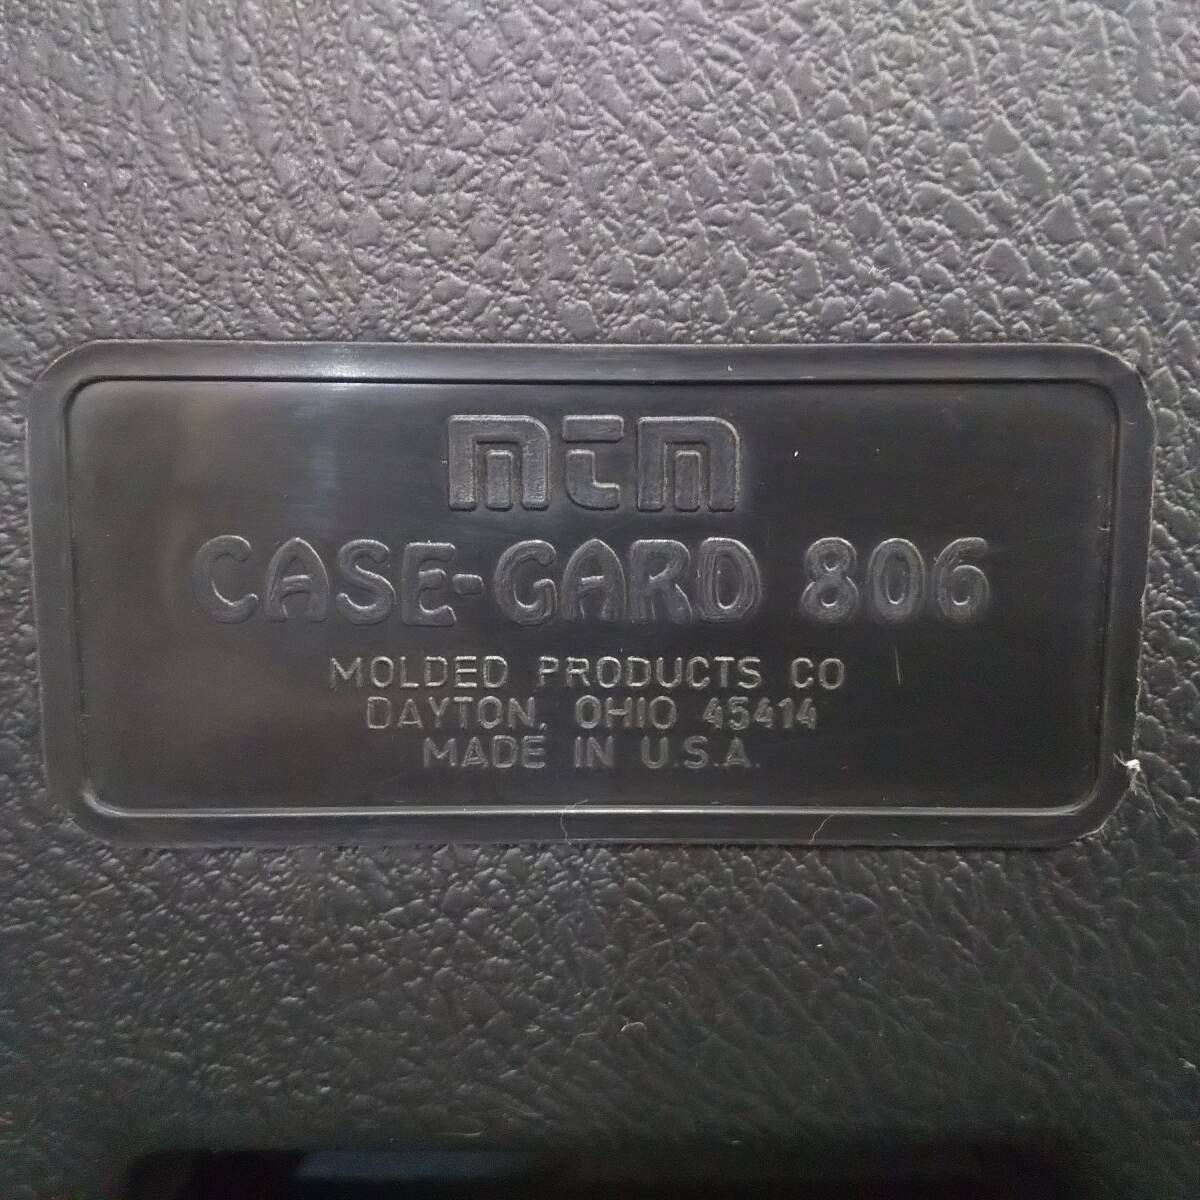 mtm
CASE-GARD 806
MOLDED PRODUCTS CO
DAYTON, OHIO 45414
MADE IN U.S.A.